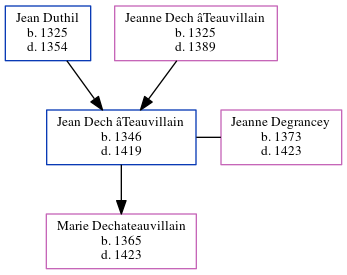 Jean Duthil
b. 1325
d. 1354
Jeanne Dech âTeauvillain
b. 1325
d. 1389
Jean Dech âTeauvillain
b. 1346
d. 1419
Jeanne Degrancey
b. 1373
d. 1423
Marie Dechateauvillain
b. 1365
d. 1423